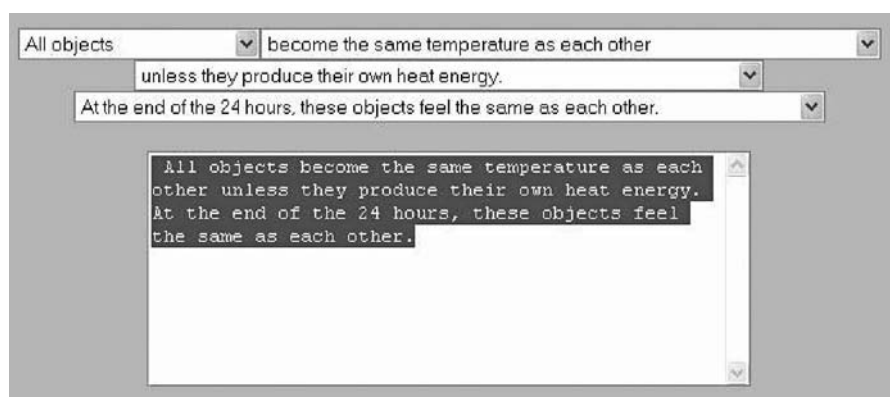 All objects become the same temperature as each other
unless they produce their own heat energy.
At the end of the 24 hours, these objects feel the same as each other.
All objects become the same temperature as each
other unless they produce their own heat energy.
At the end of the 24 hours, these objects feel
the same as each other.